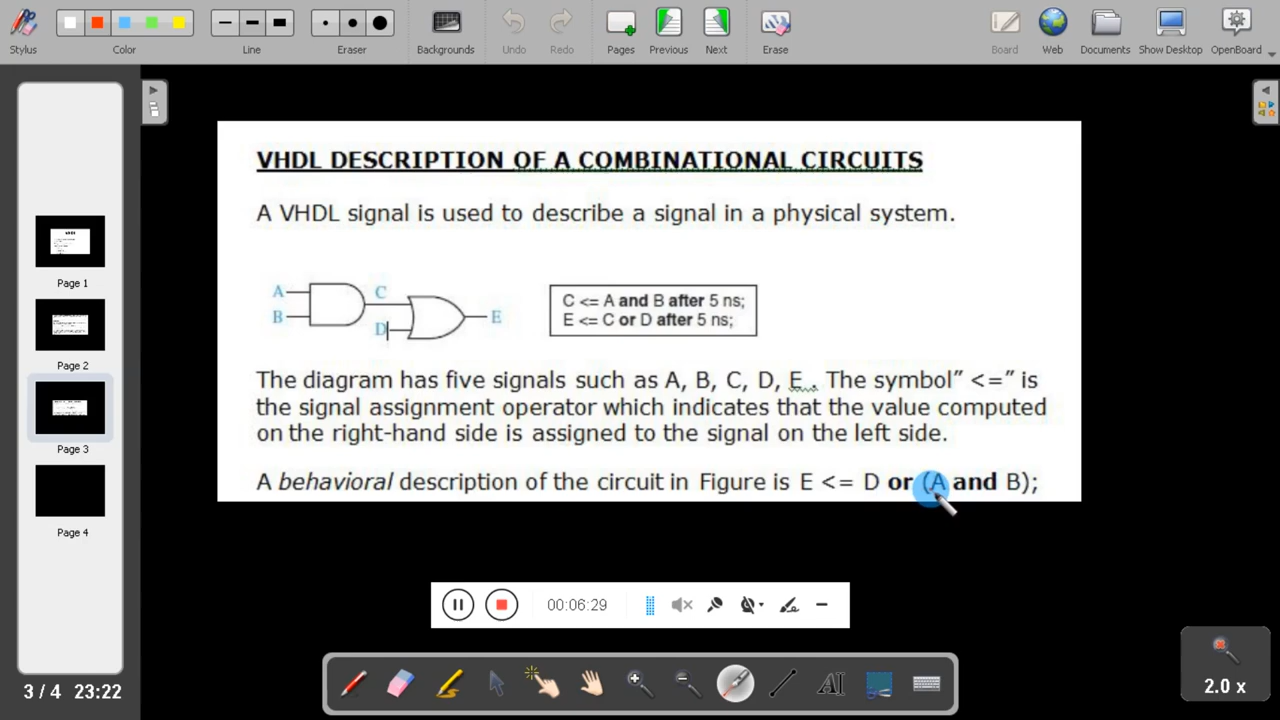 Stylus
Color
Line
Eraser
Backgrounds
Undo
Redo
Pages
Previous
Next
Erase
Board
Web
Documents
Show Desktop
OpenBoard
VHDL DESCRIPTION OF A COMBINATIONAL CIRCUITS
A VHDL signal is used to describe a signal in a physical system.
A
B
C
D
E
C <= A and B after 5 ns;
E <= C or D after 5 ns;
The diagram has five signals such as A, B, C, D, E . The symbol” <=” is
the signal assignment operator which indicates that the value computed
on the right-hand side is assigned to the signal on the left side.
A behavioral description of the circuit in Figure is E <= D or (A and B);
Page 1
Page 2
Page 3
Page 4
00:06:29
3 / 4 23:22
2.0 x